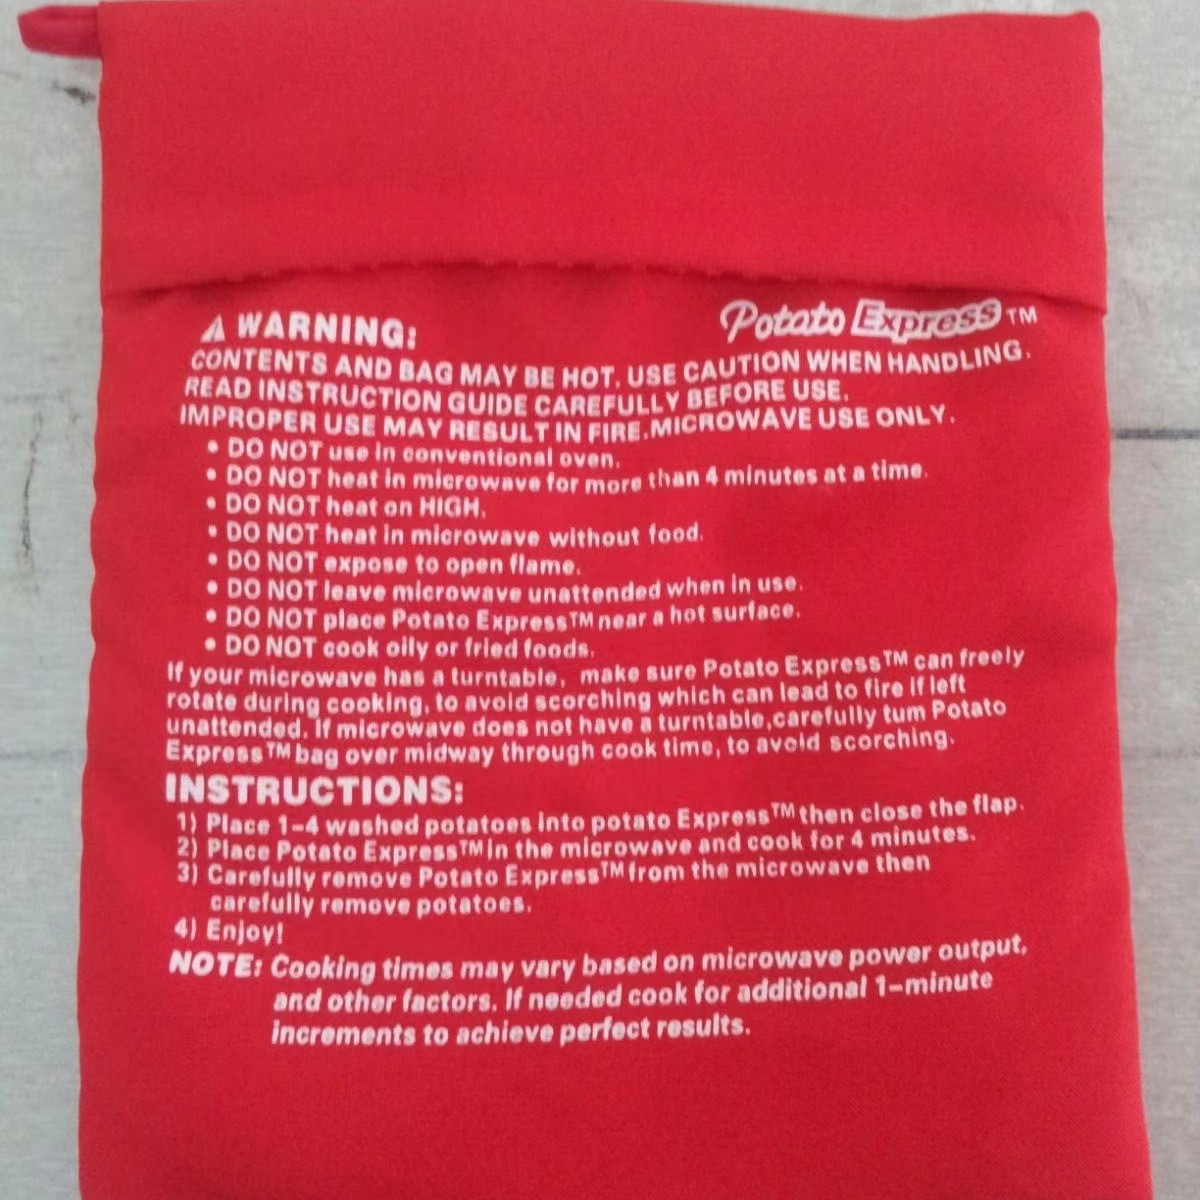 ⚠ WARNING:
Potato Express™
CONTENTS AND BAG MAY BE HOT. USE CAUTION WHEN HANDLING.
READ INSTRUCTION GUIDE CAREFULLY BEFORE USE.
IMPROPER USE MAY RESULT IN FIRE.MICROWAVE USE ONLY.
• DO NOT use in conventional oven.
• DO NOT heat in microwave for more than 4 minutes at a time.
• DO NOT heat on HIGH.
• DO NOT heat in microwave without food.
• DO NOT expose to open flame.
• DO NOT leave microwave unattended when in use.
• DO NOT place Potato Express™ near a hot surface.
• DO NOT cook oily or fried foods.
If your microwave has a turntable, make sure Potato Express™ can freely
rotate during cooking, to avoid scorching which can lead to fire if left
unattended. If microwave does not have a turntable,carefully tum Potato
Express™ bag over midway through cook time, to avoid scorching.
INSTRUCTIONS:
1) Place 1-4 washed potatoes into potato Express™ then close the flap.
2) Place Potato Express™ in the microwave and cook for 4 minutes.
3) Carefully remove Potato Express™ from the microwave then
carefully remove potatoes.
4) Enjoy!
NOTE: Cooking times may vary based on microwave power output,
and other factors. If needed cook for additional 1-minute
increments to achieve perfect results.